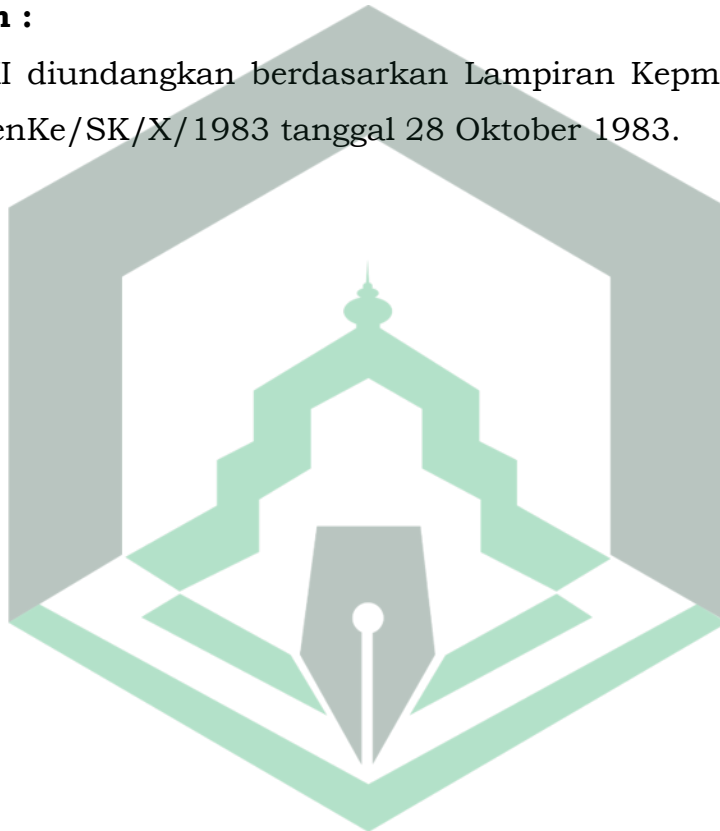 n :
I diundangkan berdasarkan Lampiran Kepm
enKe/SK/X/1983 tanggal 28 Oktober 1983.